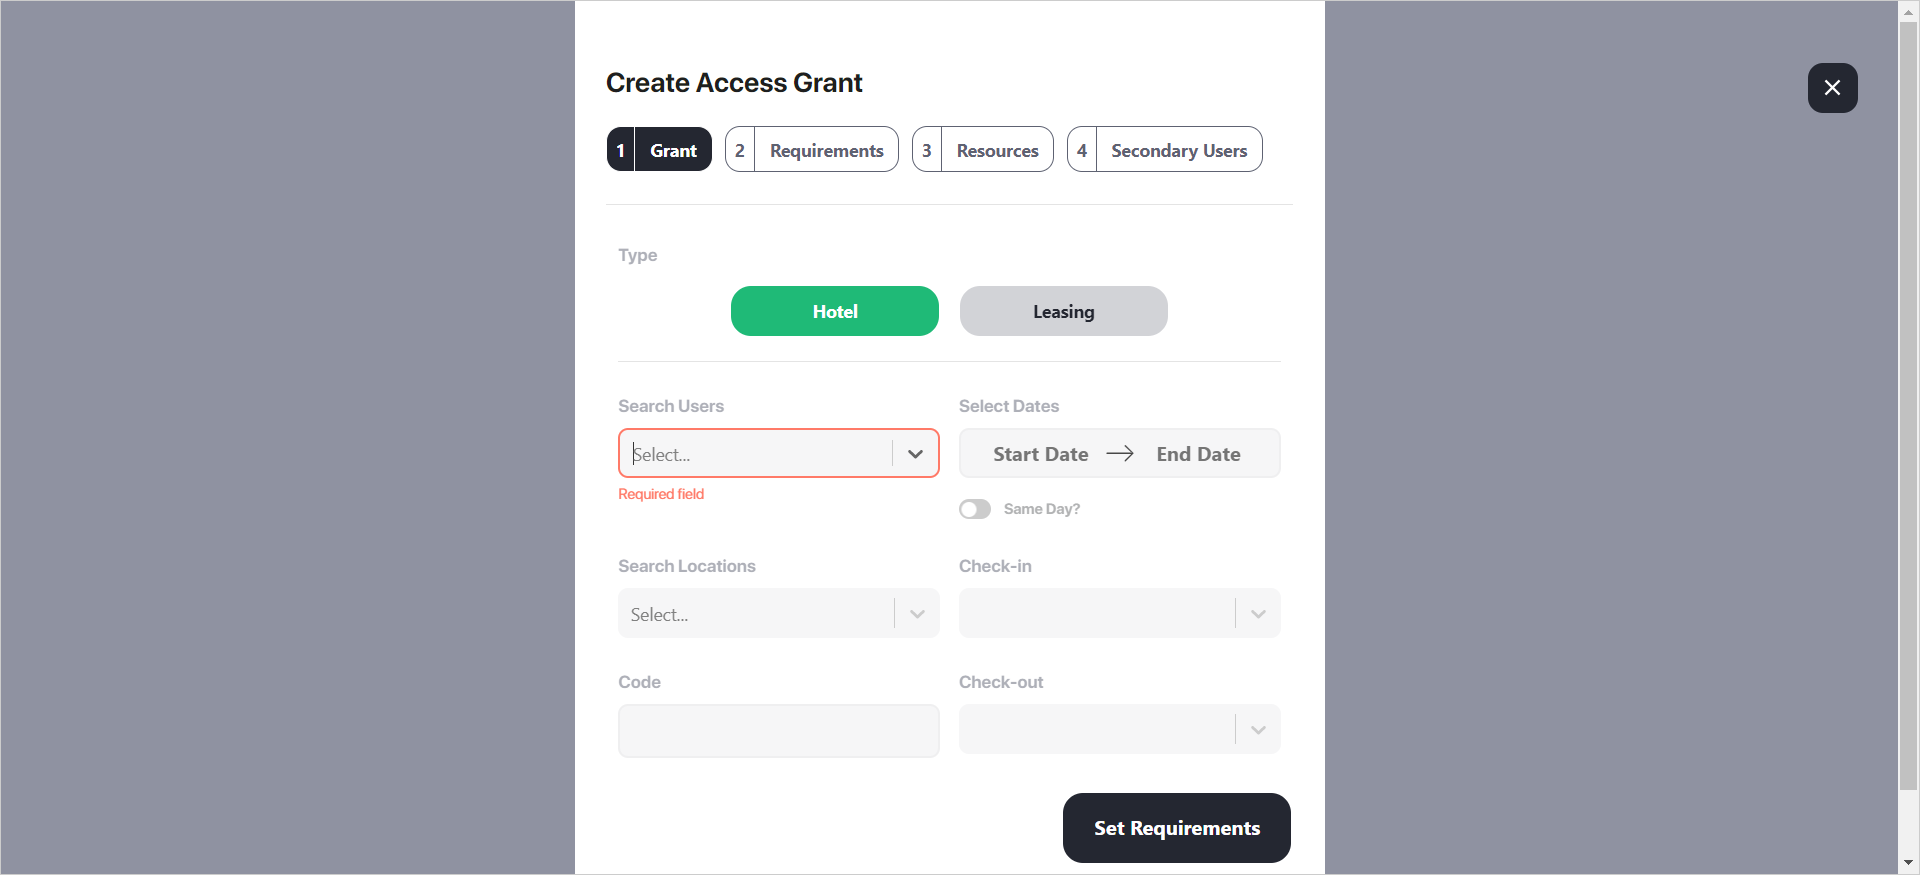 Create Access Grant
1 Grant 2 Requirements 3 Resources 4 Secondary Users
Type
Hotel Leasing
Search Users Select Dates
Select... Start Date → End Date
Required field
Same Day?
Search Locations Check-in
Select...
Code Check-out
Set Requirements